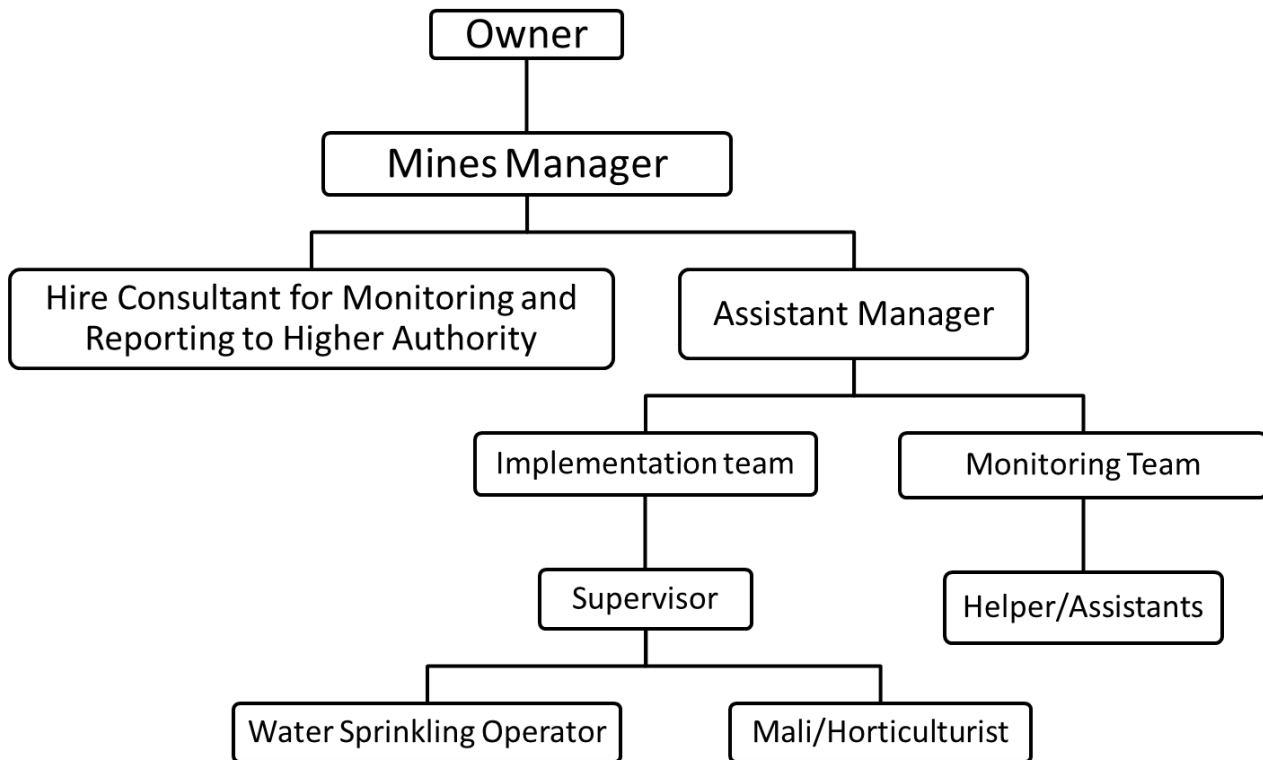 Owner
Mines Manager
Hire Consultant for Monitoring and
Reporting to Higher Authority
Assistant Manager
Implementation team
Monitoring Team
Supervisor
Helper/Assistants
Water Sprinkling Operator
Mali/Horticulturist